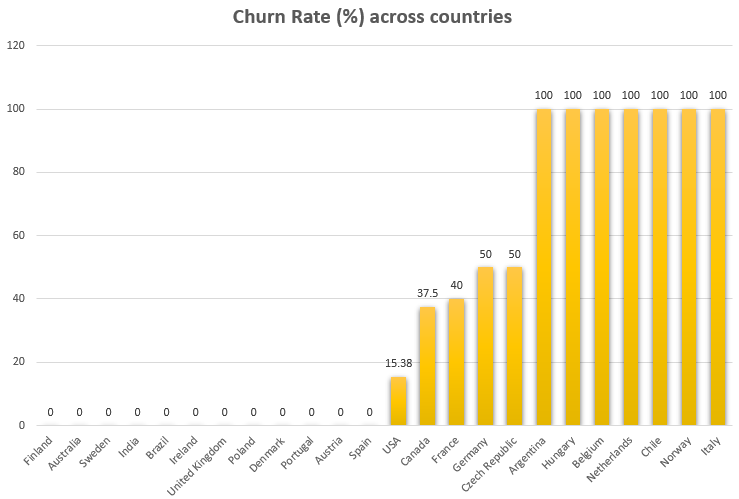 Churn Rate (%) across countries
120
100
80
60
40
20
0
0 0 0 0 0 0 0 0 0 0 0 0 15.38 37.5 40 50 50 100 100 100 100 100 100 100
Finland
Australia
Sweden
India
Brazil
Ireland
United Kingdom
Poland
Denmark
Portugal
Austria
Spain
USA
Canada
France
Germany
Czech Republic
Argentina
Hungary
Belgium
Netherlands
Chile
Norway
Italy